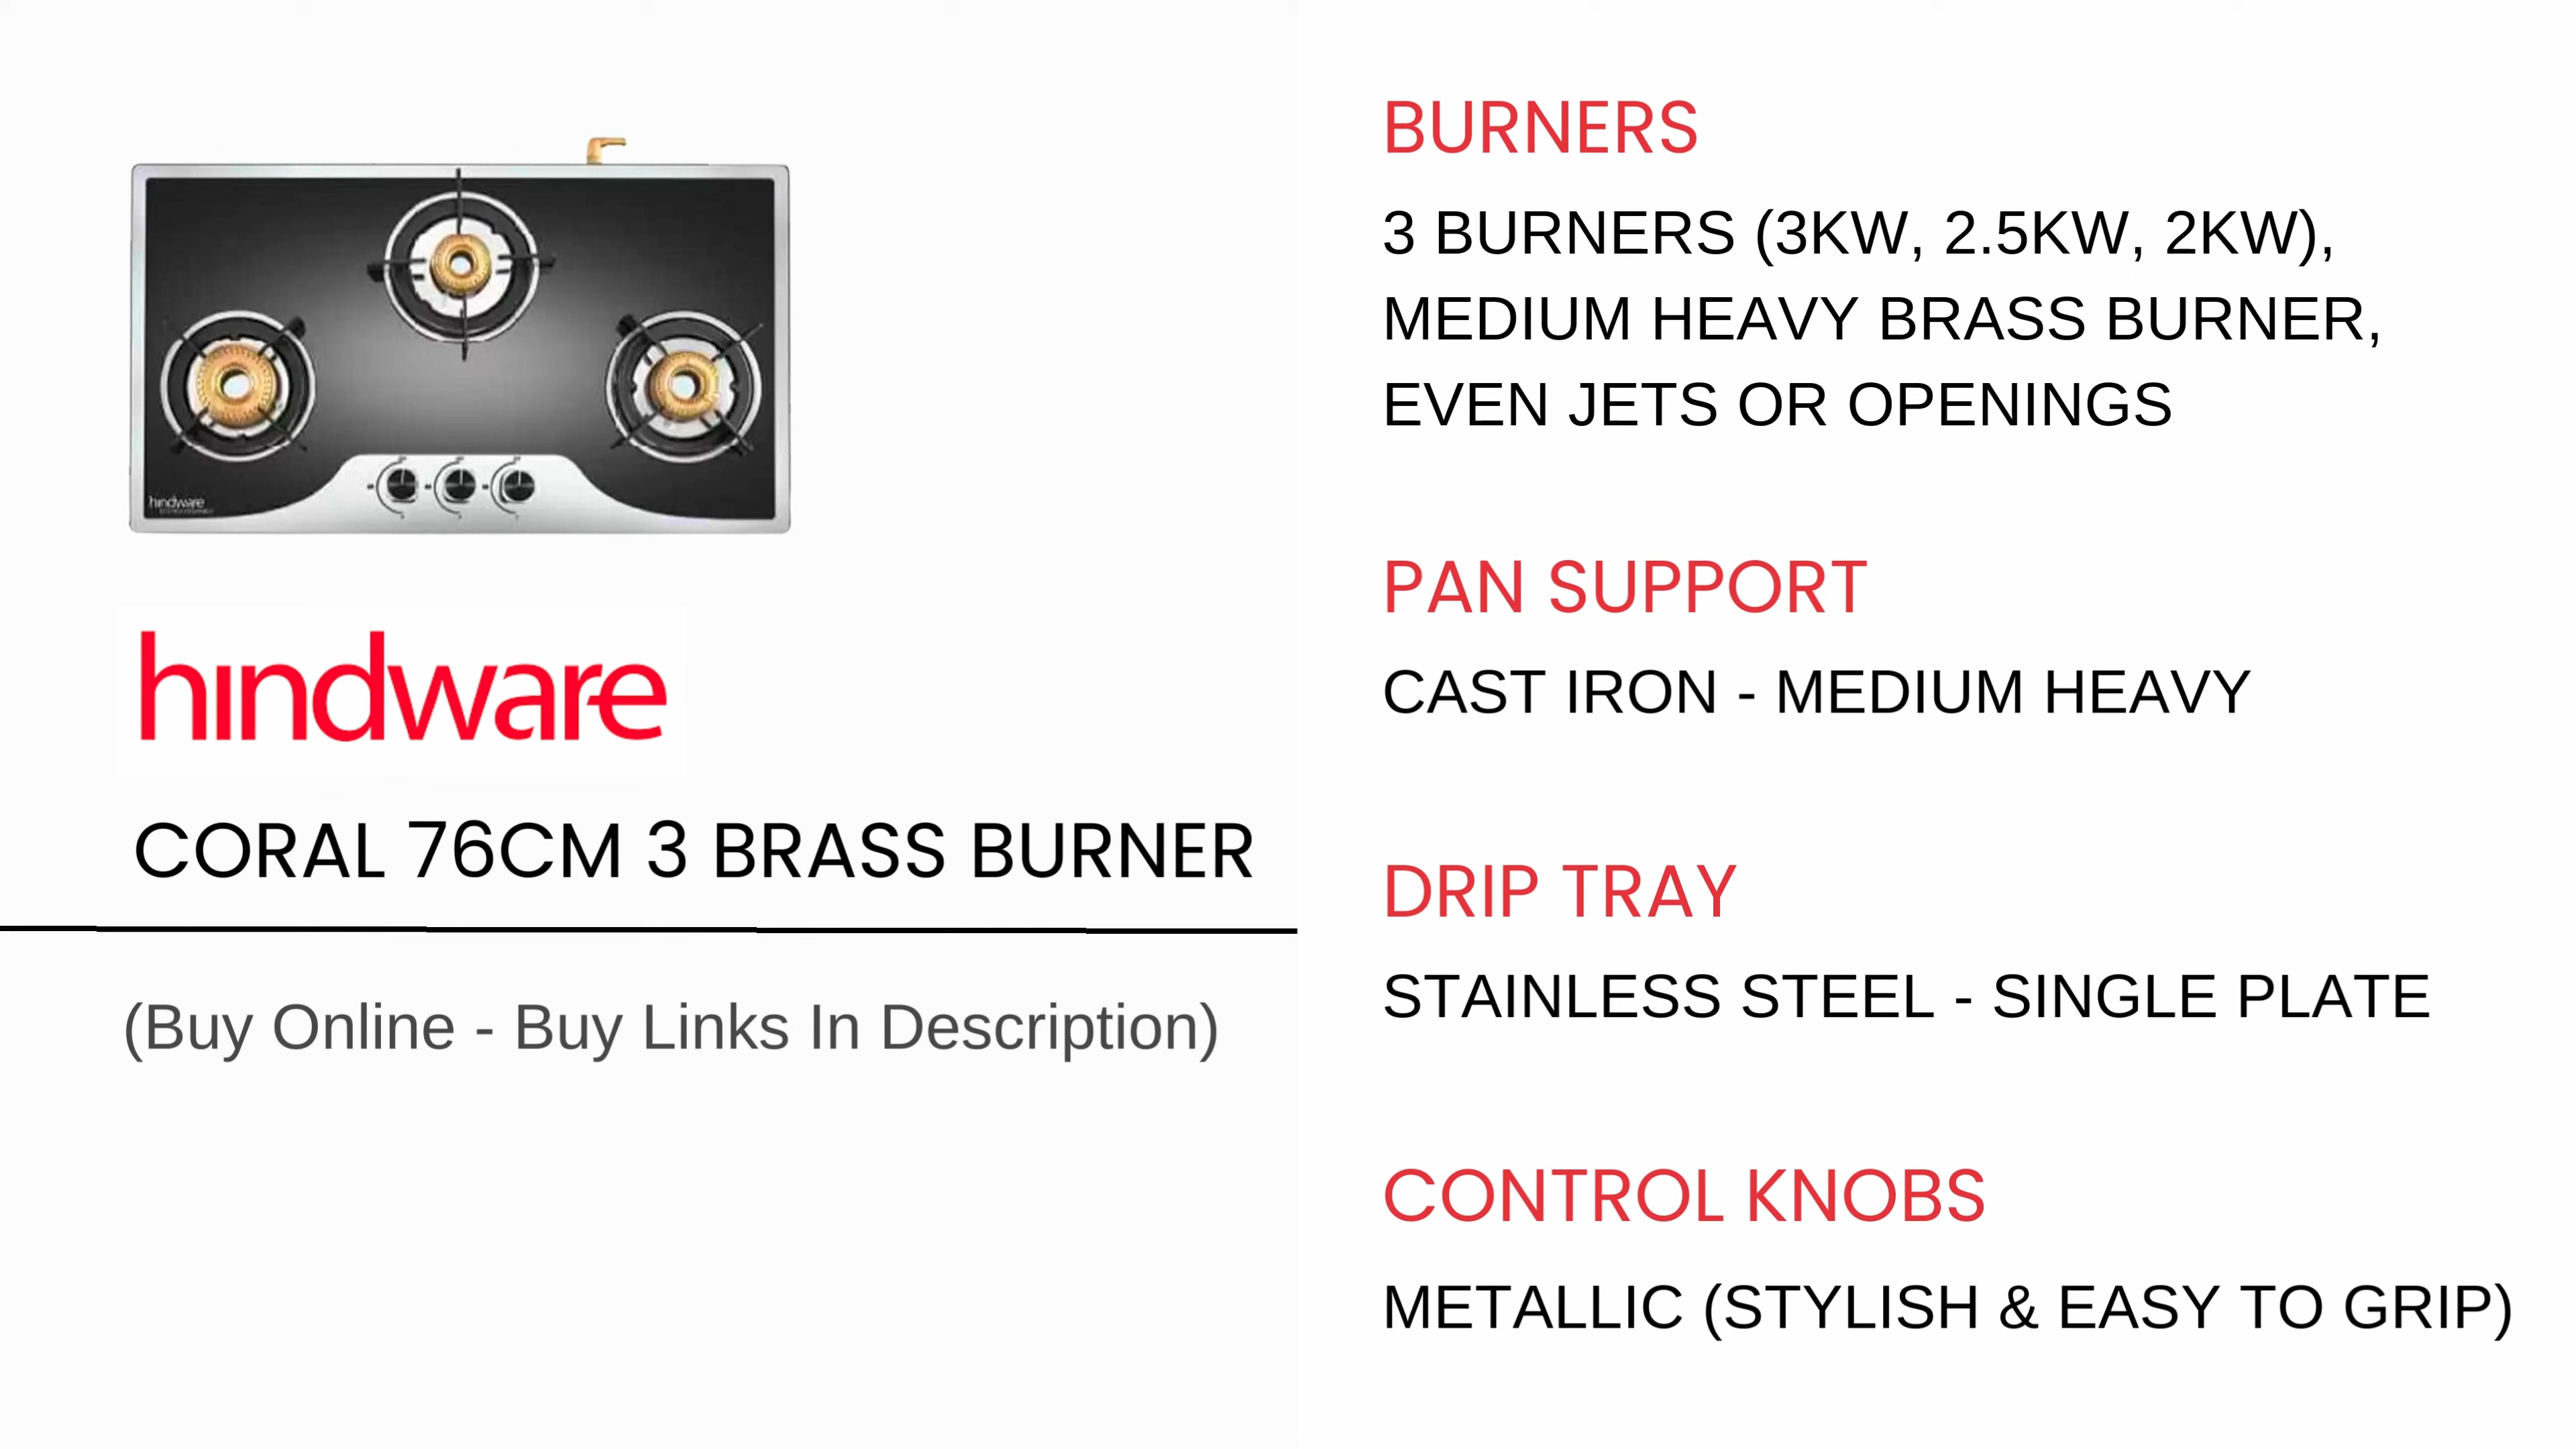 hindware
hindware
CORAL 76CM 3 BRASS BURNER
(Buy Online - Buy Links In Description)
BURNERS
3 BURNERS (3KW, 2.5KW, 2KW),
MEDIUM HEAVY BRASS BURNER,
EVEN JETS OR OPENINGS
PAN SUPPORT
CAST IRON - MEDIUM HEAVY
DRIP TRAY
STAINLESS STEEL - SINGLE PLATE
CONTROL KNOBS
METALLIC (STYLISH & EASY TO GRIP)